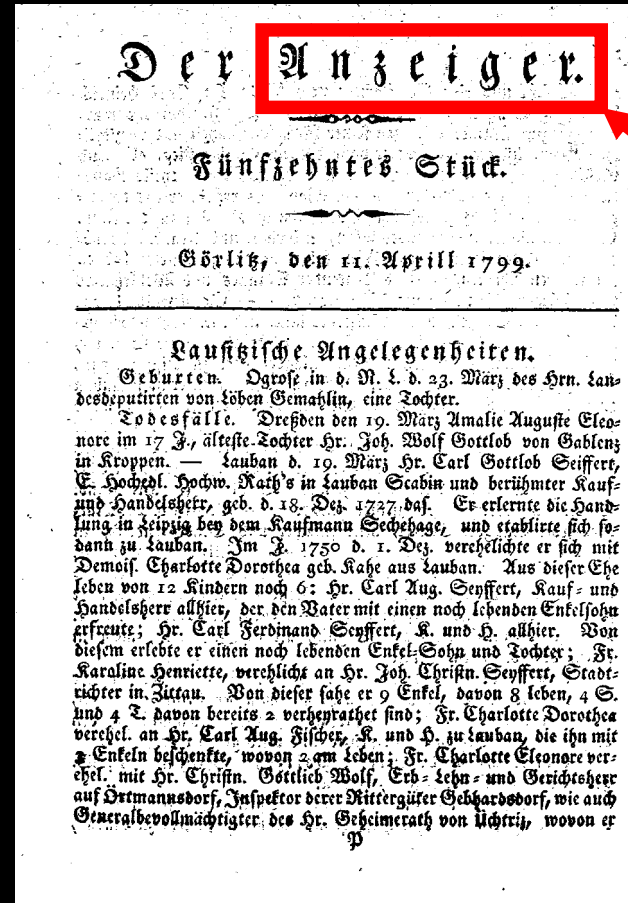 Der Anzeiger.
Fünfzehntes Stück.
Görlitz, den 11. Aprill 1799.
Lausitzische Angelegenheiten.
Geburten. Ogrose in d. N. L. d. 23. März des Hrn. Lan-
desdeputirten von Löben Gemahlin, eine Tochter.
Todesfälle. Dreßden den 19. März Amalie Auguste Eleo-
nore im 17 J., älteste Tochter Hr. Joh. Wolf Gottlob von Gablenz
in Kroppen. — Lauban d. 19. März Hr. Carl Gottlob Seiffert,
E. Hochedl. Hochw. Rath's in Lauban Scabin und berühmter Kauf-
und Handelsherr, geb. d. 18. Dez. 1727 das. Er erlernte die Hand-
lung in Leipzig bey dem Kaufmann Sechehage, und etablirte sich so-
dann zu Lauban. Im J. 1750 d. 1. Dez. verehelichte er sich mit
Demois. Charlotte Dorothea geb. Kahe aus Lauban. Aus dieser Ehe
leben von 12 Kindern noch 6: Hr. Carl Aug. Seyffert, Kauf- und
Handelsherr allhier, der den Vater mit einen noch lebenden Enkelsohn
erfreute; Hr. Carl Ferdinand Seyffert, K. und H. allhier. Von
diesem erlebte er einen noch lebenden Enkel-Sohn und Tochter; Fr.
Karoline Henriette, verehlicht an Hr. Joh. Christn. Seyffert, Stadt-
richter in Zittau. Von dieser sahe er 9 Enkel, davon 8 leben, 4 S.
und 4 T. davon bereits 2 verheyrathet sind; Fr. Charlotte Dorothea
verehel. an Hr. Carl Aug. Fischer, K. und H. zu Lauban, die ihn mit
Enkeln beschenkte, wovon 2 am Leben; Fr. Charlotte Eleonore ver-
ehel. mit Hr. Christn. Gottlieb Wolf, Erb- Lehn- und Gerichtsherr
auf Örtmannsdorf, Inspektor derer Rittergüter Gebhardsdorf, wie auch
Generalbevollmächtigter des Hr. Geheimerath von Üchtriz, wovon er
P